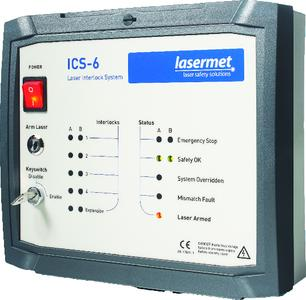 ICS-6
Laser Interlock System
lasermet
laser safety solutions
POWER
Interlocks
Status
A B
A B
Arm Laser
1
2
3
4
Expansion
Emergency Stop
Safety OK
System Overridden
Mismatch Fault
Laser Armed
Keyswitch
Disable
Enable
CE